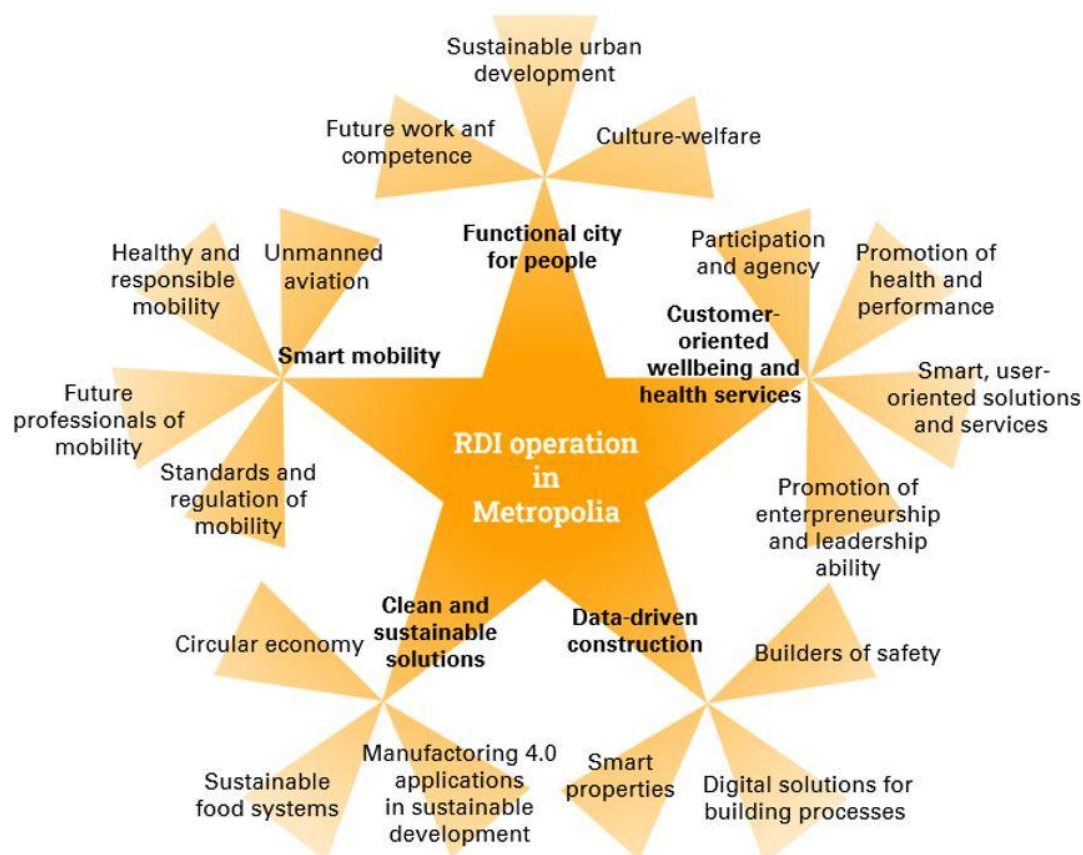 Sustainable urban
development
Future work anf
competence
Culture-welfare
Functional city
for people
Healthy and
responsible
mobility
Unmanned
aviation
Smart mobility
Future
professionals of
mobility
Standards and
regulation of
mobility
Participation
and agency
Promotion of
health and
performance
Customer-
oriented
wellbeing and
health services
Smart, user-
oriented solutions
and services
Promotion of
enterpreneurship
and leadership
ability
RDI operation
in
Metropolia
Clean and
sustainable
solutions
Circular economy
Sustainable
food systems
Manufactoring 4.0
applications
in sustainable
development
Data-driven
construction
Builders of safety
Smart
properties
Digital solutions for
building processes